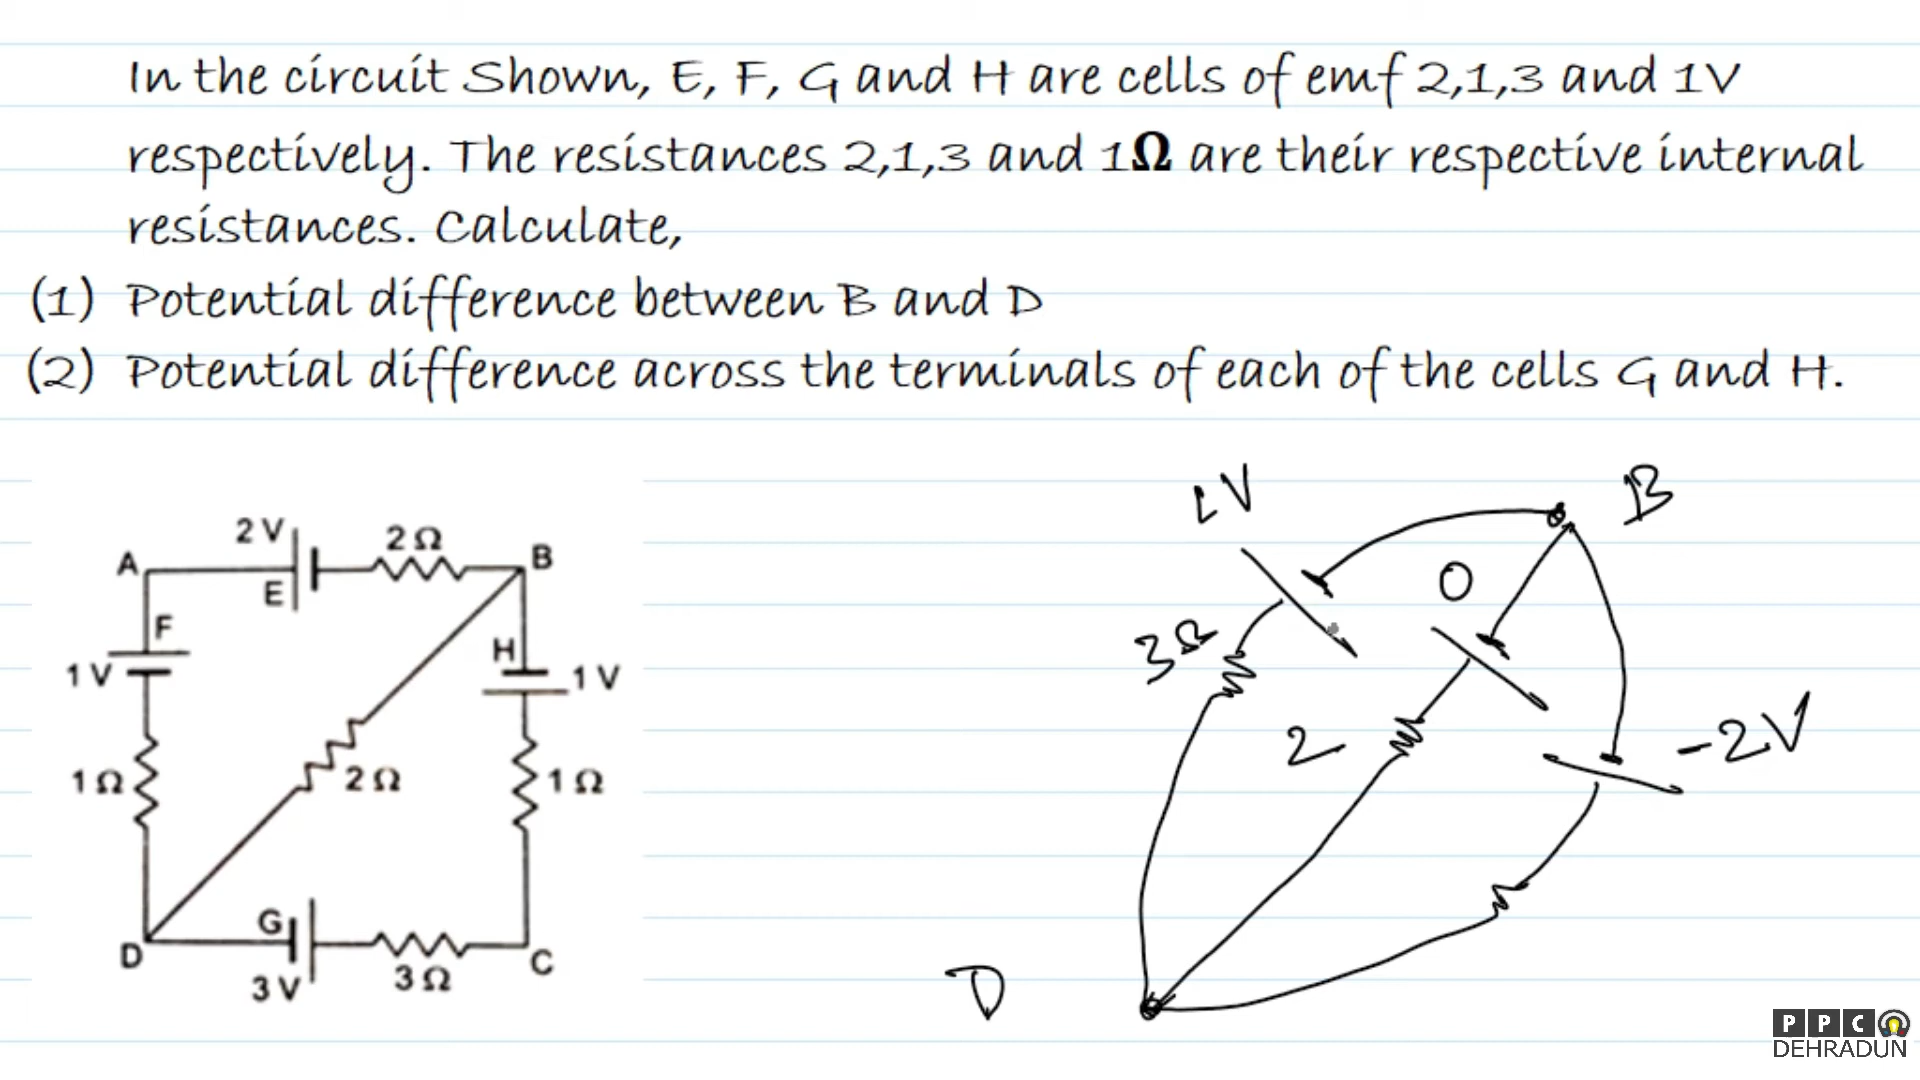 In the circuit Shown, E, F, G and H are cells of emf 2,1,3 and 1V
respectively. The resistances 2,1,3 and 1Ω are their respective internal
resistances. Calculate,
(1) Potential difference between B and D
(2) Potential difference across the terminals of each of the cells G and H.
2 V
2 Ω
A
B
E
F
H
1 V
1 V
1 Ω
2 Ω
1 Ω
G
D
C
3 V
3 Ω
1V
B
0
3Ω
2
-2V
D
PPC
DEHRADUN